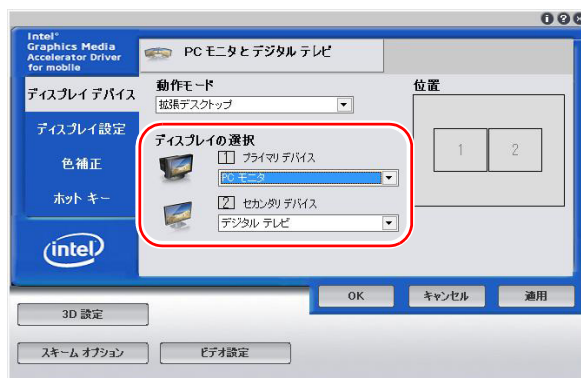 Intel®
Graphics Media
Accelerator Driver
for mobile
PC モニタとデジタル テレビ
ディスプレイ デバイス
ディスプレイ設定
色補正
ホット キー
intel
動作モード
拡張デスクトップ
位置
1
2
ディスプレイの選択
1 プライマリ デバイス
PC モニタ
2 セカンダリ デバイス
デジタル テレビ
OK
キャンセル
適用
3D 設定
スキーム オプション
ビデオ設定